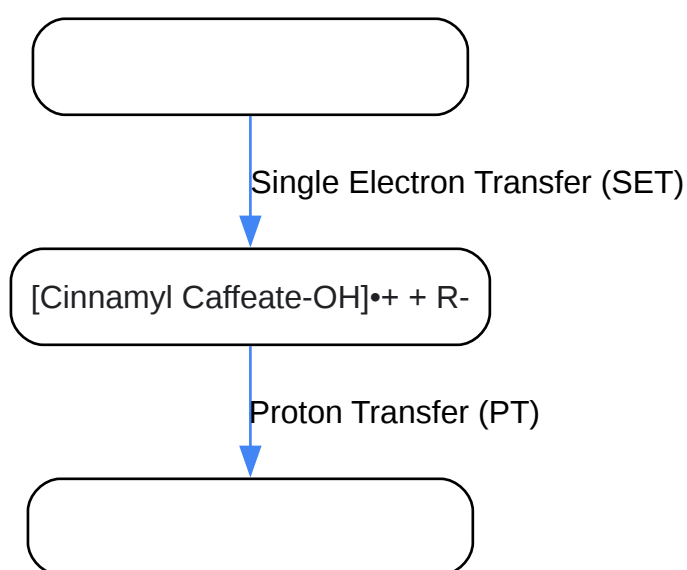 Single Electron Transfer (SET)
[Cinnamyl Caffeate-OH]•+ + R-
Proton Transfer (PT)